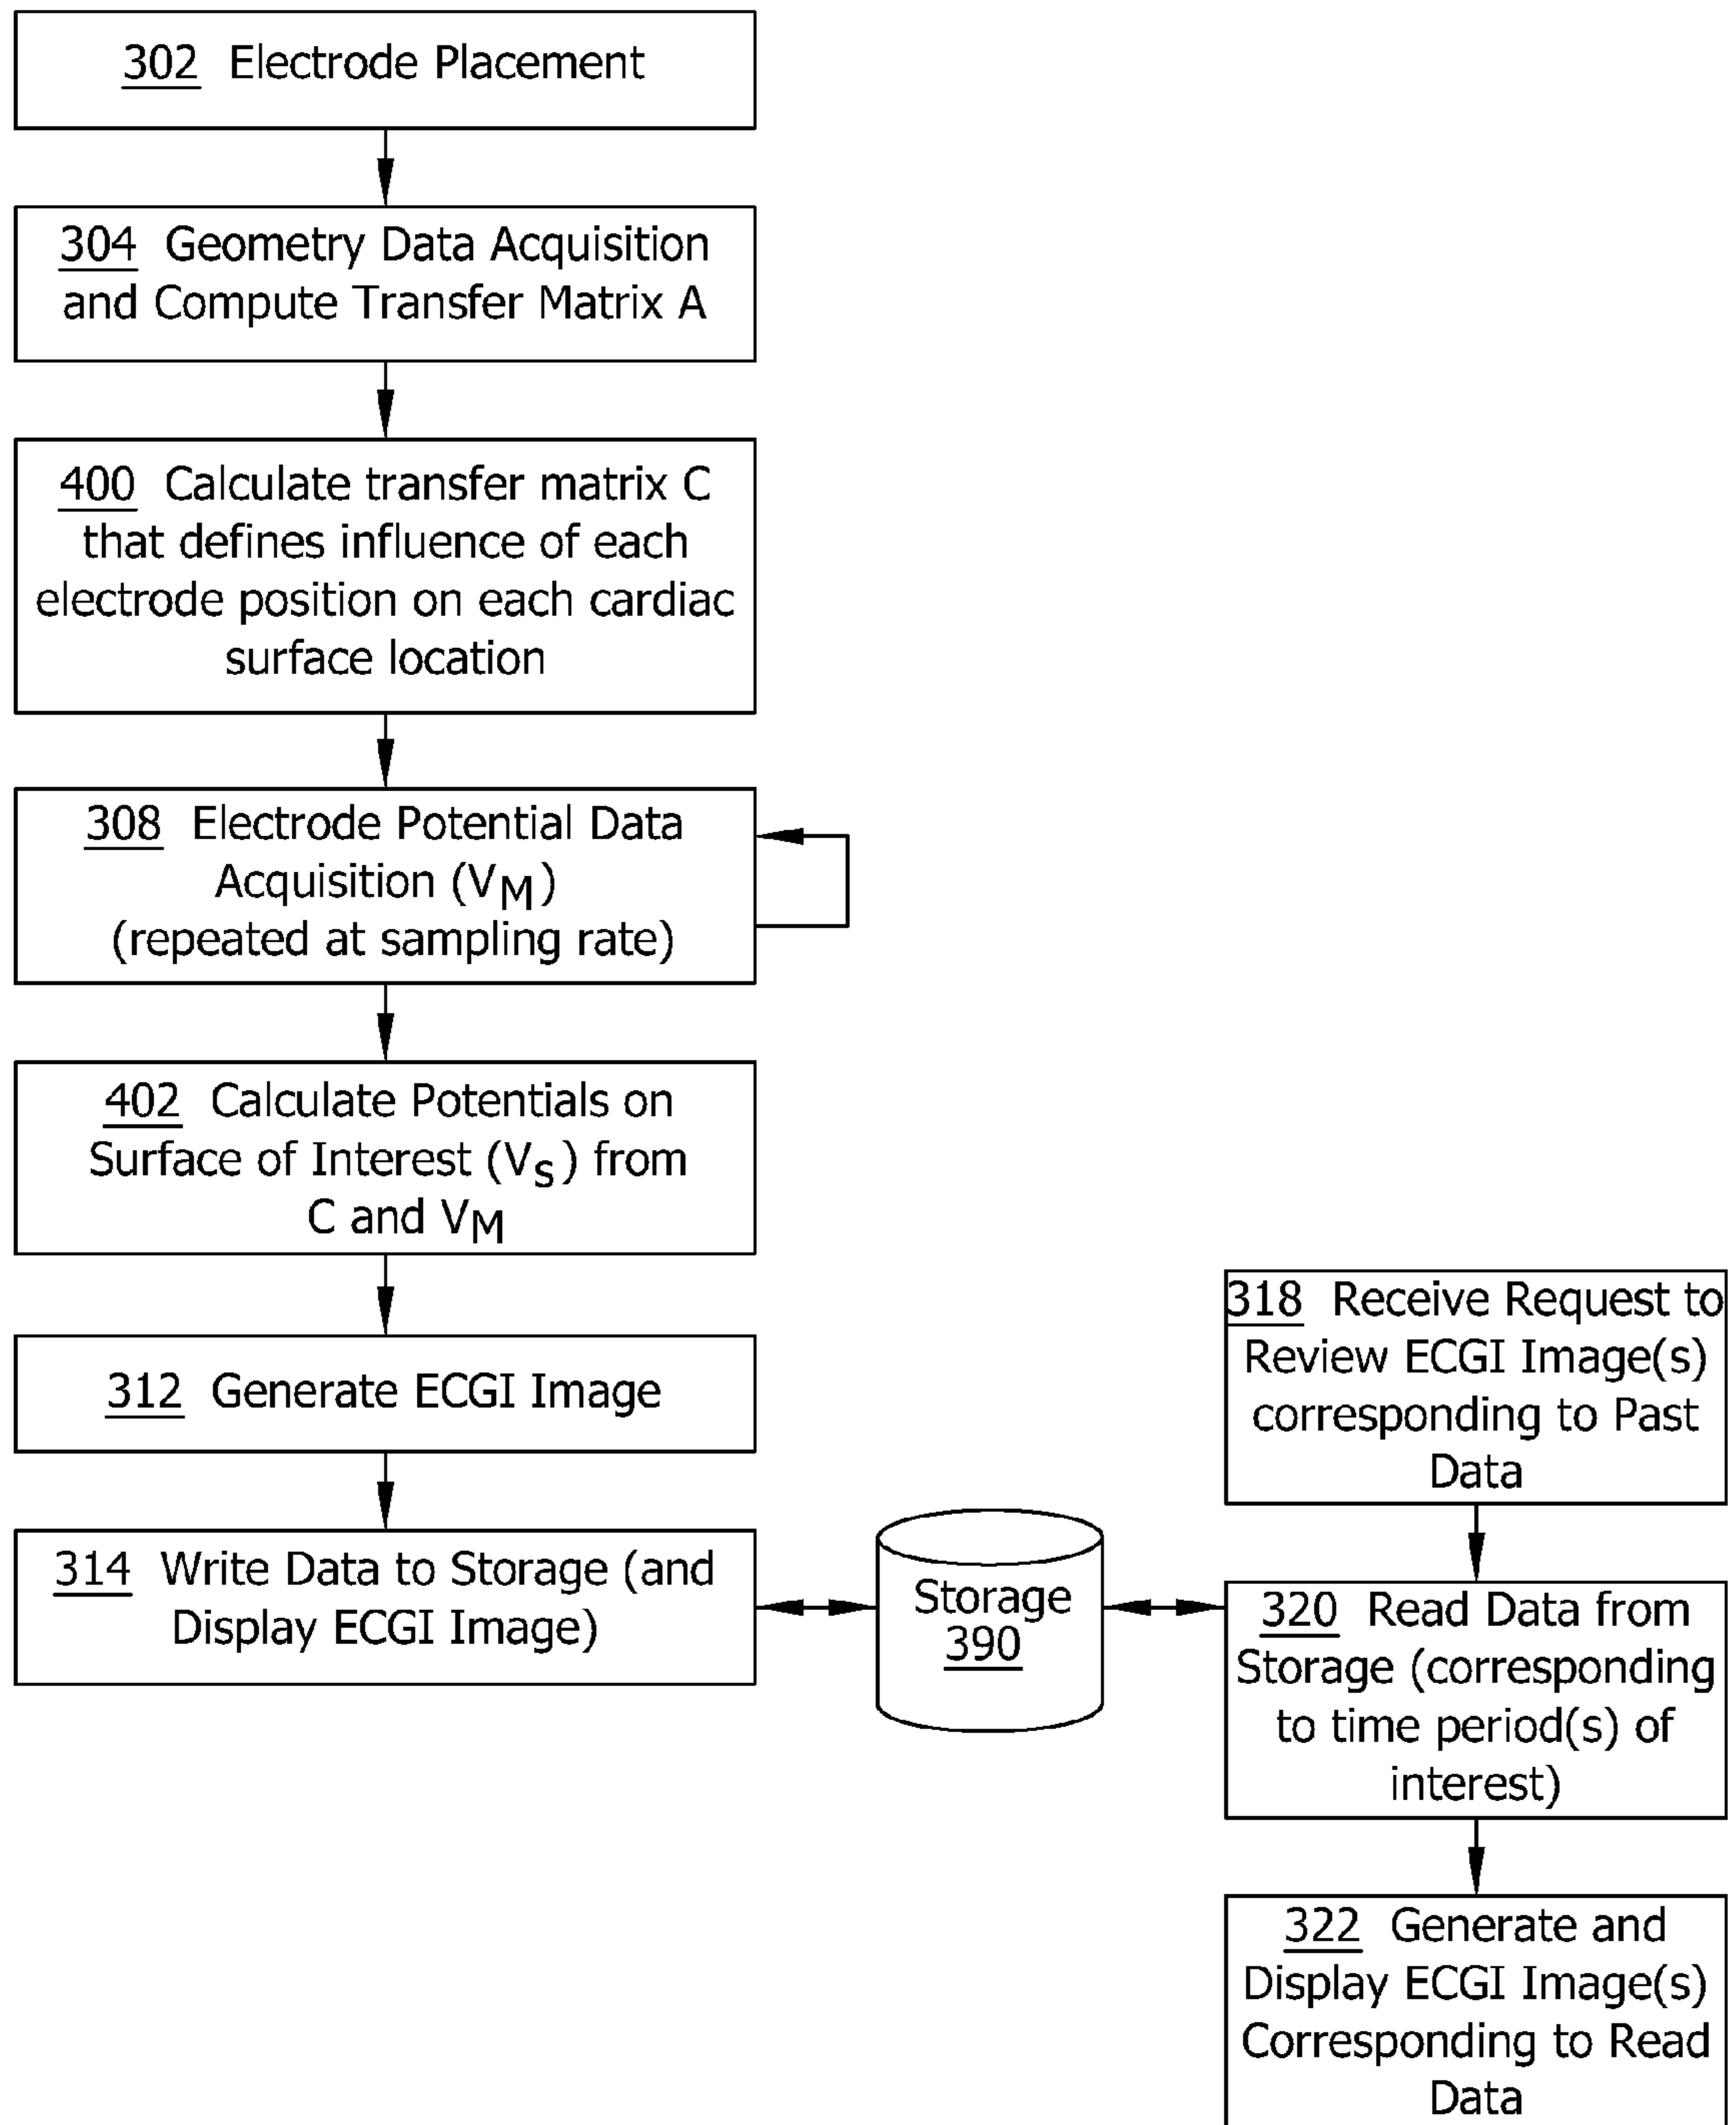 302 Electrode Placement
304 Geometry Data Acquisition
and Compute Transfer Matrix A
400 Calculate transfer matrix C
that defines influence of each
electrode position on each cardiac
surface location
308 Electrode Potential Data
Acquisition (VM)
(repeated at sampling rate)
402 Calculate Potentials on
Surface of Interest (VS) from
C and VM
312 Generate ECGI Image
314 Write Data to Storage (and
Display ECGI Image)
Storage
390
318 Receive Request to
Review ECGI Image(s)
corresponding to Past
Data
320 Read Data from
Storage (corresponding
to time period(s) of
interest)
322 Generate and
Display ECGI Image(s)
Corresponding to Read
Data